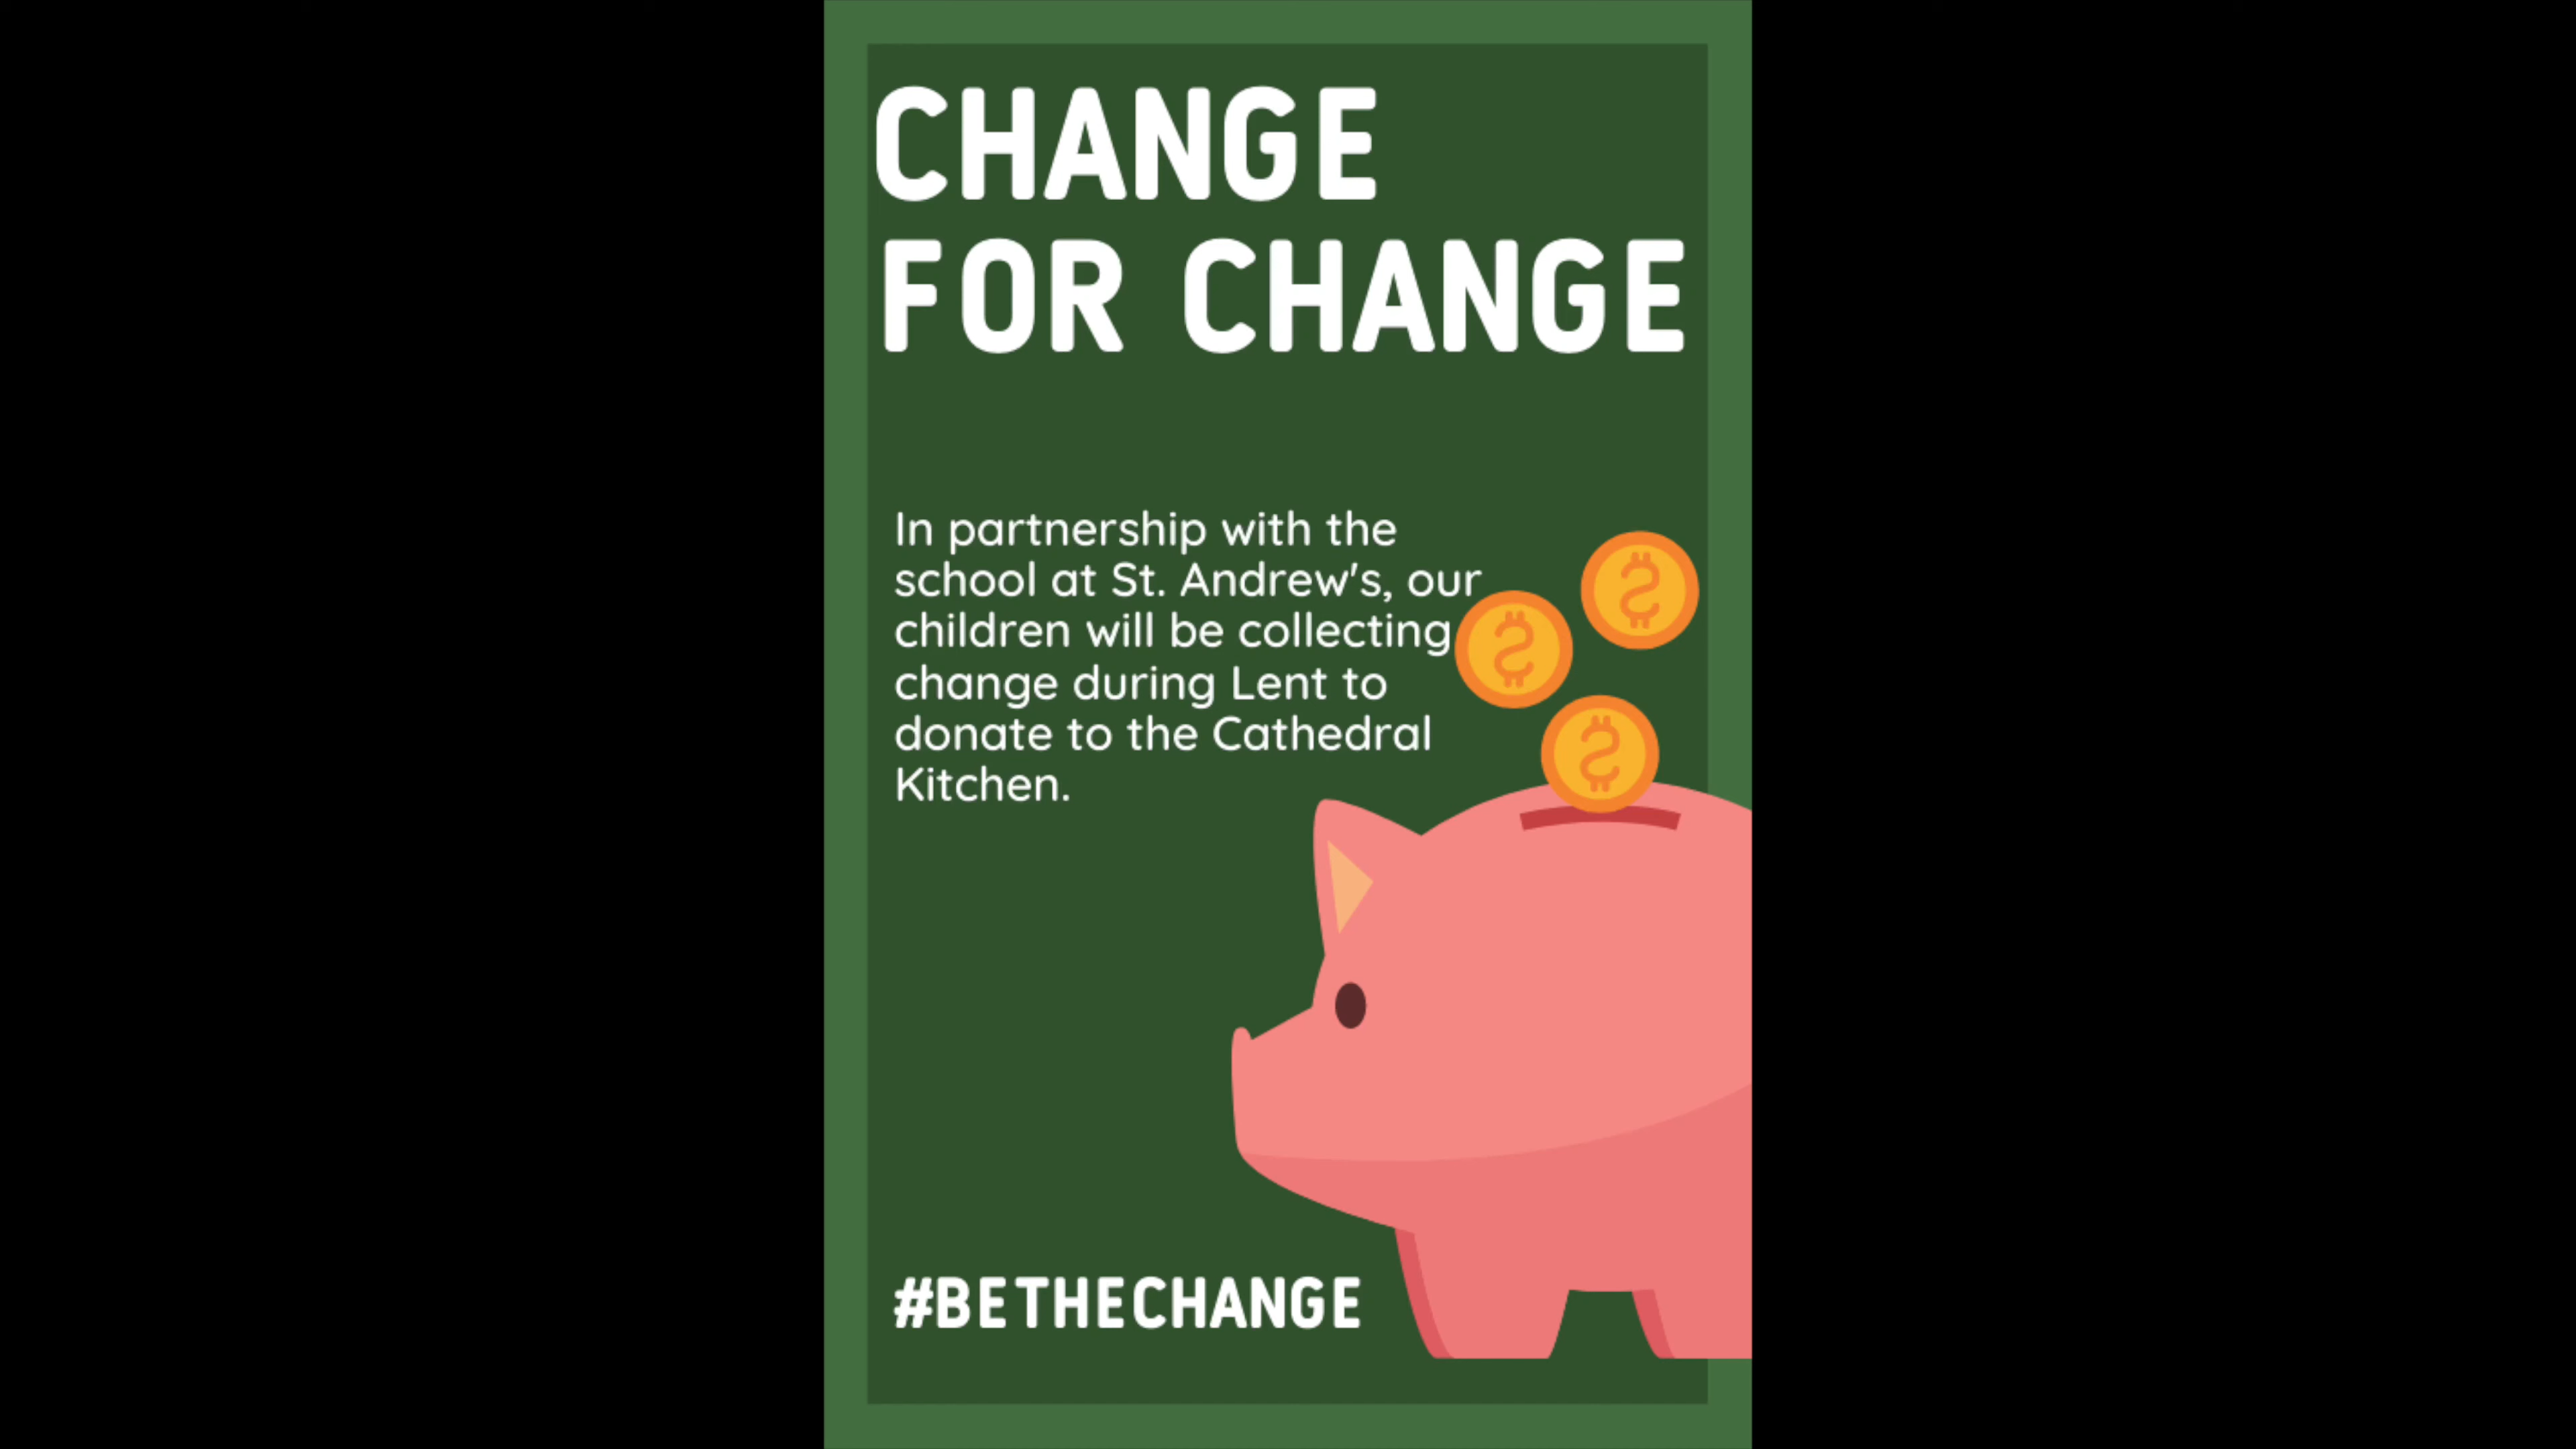 CHANGE
FOR CHANGE
In partnership with the
school at St. Andrew's, our
children will be collecting
change during Lent to
donate to the Cathedral
Kitchen.
#BETHECHANGE